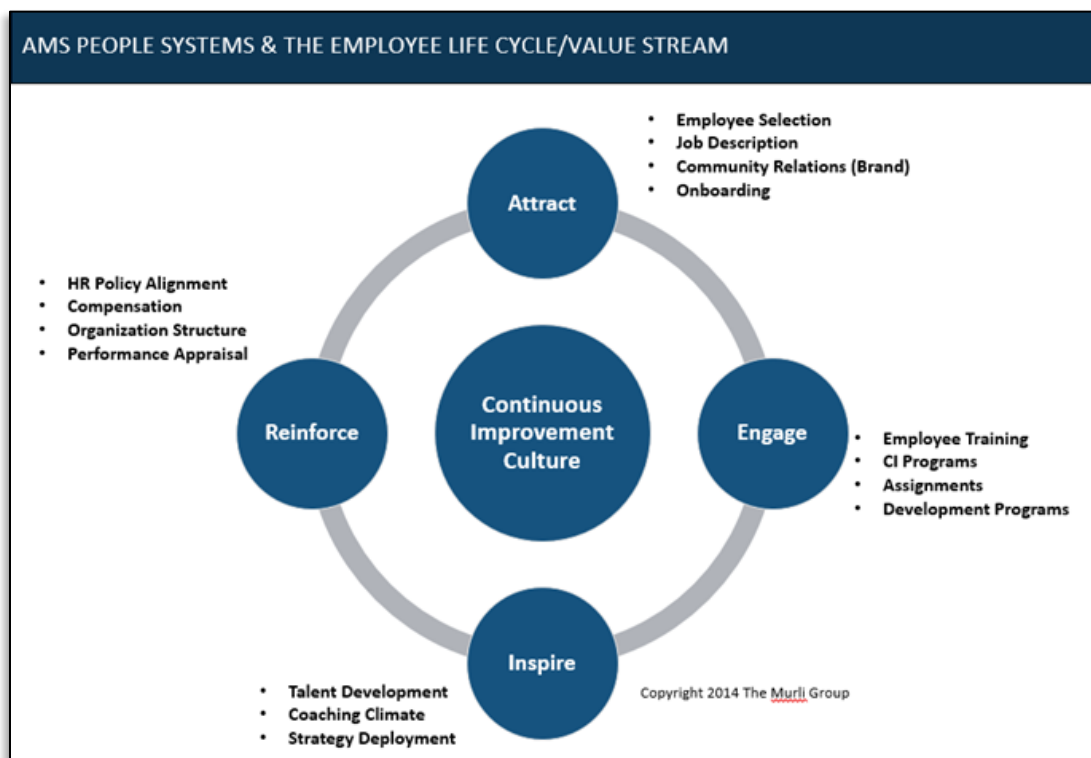 AMS PEOPLE SYSTEMS & THE EMPLOYEE LIFE CYCLE/VALUE STREAM
Attract
• Employee Selection
• Job Description
• Community Relations (Brand)
• Onboarding
Engage
• Employee Training
• CI Programs
• Assignments
• Development Programs
Inspire
• Talent Development
• Coaching Climate
• Strategy Deployment
Reinforce
• HR Policy Alignment
• Compensation
• Organization Structure
• Performance Appraisal
Continuous
Improvement
Culture
Copyright 2014 The Murli Group